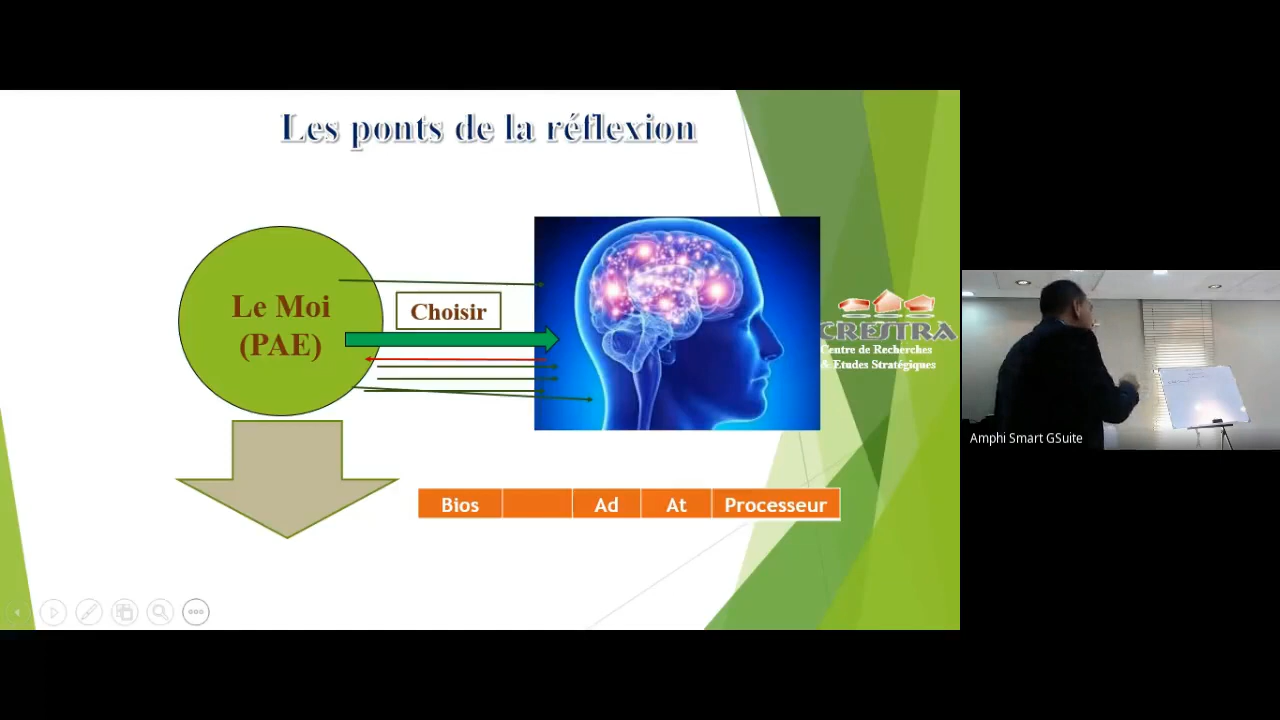 Les ponts de la réflexion
Le Moi
(PAE)
Choisir
CRESTRA
Centre de Recherches
& Etudes Stratégiques
Amphi Smart GSuite
Bios Ad At Processeur